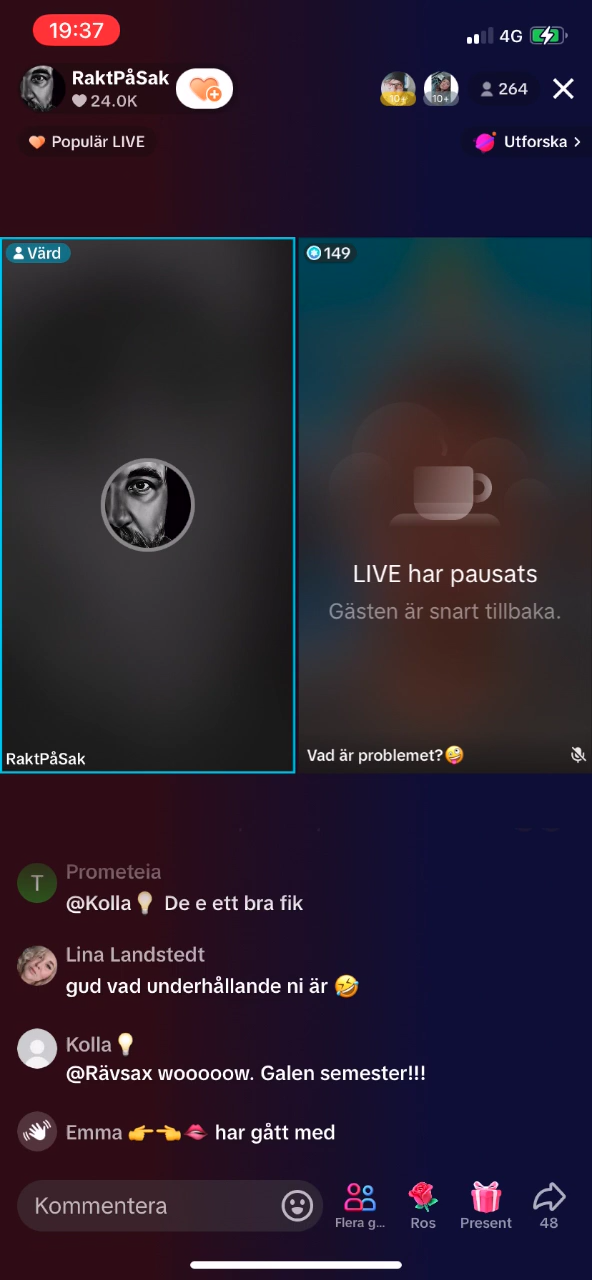 19:37
4G
RaktPåSak
24.0K
10+
10+
264
Populär LIVE
Utforska
Värd
149
LIVE har pausats
Gästen är snart tillbaka.
RaktPåSak
Vad är problemet?🤪
T
Prometeia
@Kolla💡 De e ett bra fik
Lina Landstedt
gud vad underhållande ni är 🤣
Kolla💡
@Rävsax wooooow. Galen semester!!!
Emma 👉👈🫦 har gått med
Kommentera
Flera g...
Ros
Present
48